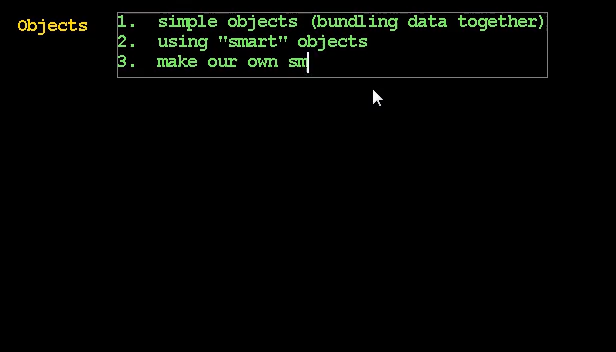 Objects
1. simple objects (bundling data together)
2. using "smart" objects
3. make our own sm